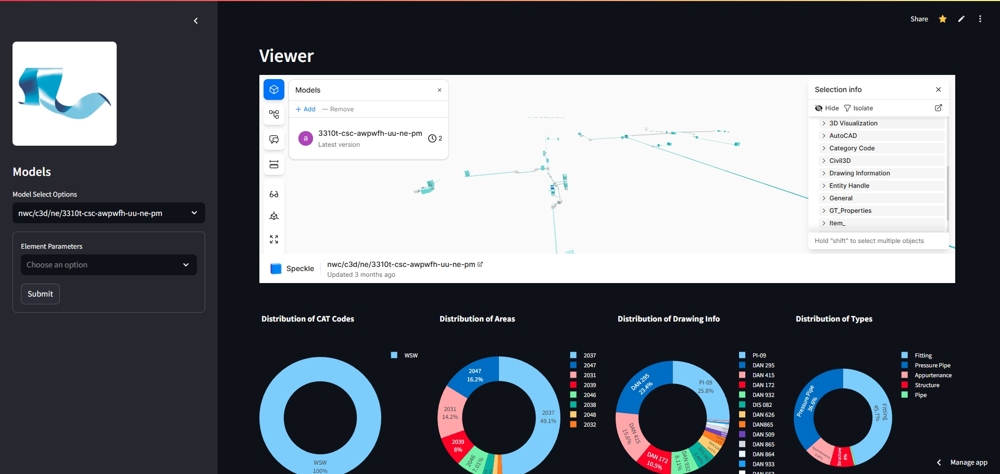 Share
Viewer
Models
+ Add
— Remove
a
3310t-csc-awpwfh-uu-ne-pm
Latest version
2
Selection info
Hide
Isolate
3D Visualization
AutoCAD
Category Code
Civil3D
Drawing Information
Entity Handle
General
GT_Properties
Item_
Hold "shift" to select multiple objects
Speckle
nwc/c3d/ne/3310t-csc-awpwfh-uu-ne-pm
Updated 3 months ago
Models
Model Select Options
nwc/c3d/ne/3310t-csc-awpwfh-uu-ne-pm
Element Parameters
Choose an option
Submit
Distribution of CAT Codes
WSW
WSW
100%
Distribution of Areas
2037
49.1%
2047
16.2%
2031
14.2%
2039
8%
2046
7.01%
2037
2047
2031
2039
2046
2038
2048
2032
Distribution of Drawing Info
PI-09
25.8%
DAN 295
23.4%
DAN 415
15.6%
DAN 172
10.5%
DAN 932
8.11%
DIS 082
5.45%
DAN 626
3.61%
PI-09
DAN 295
DAN 415
DAN 172
DAN 932
DIS 082
DAN 626
DAN865
DAN 509
DAN 865
DAN 864
DAN 933
DAN 663
Distribution of Types
Fitting
45.7%
Pressure Pipe
36.6%
Appurtenance
Structure
8%
Fitting
Pressure Pipe
Appurtenance
Structure
Pipe
Manage app